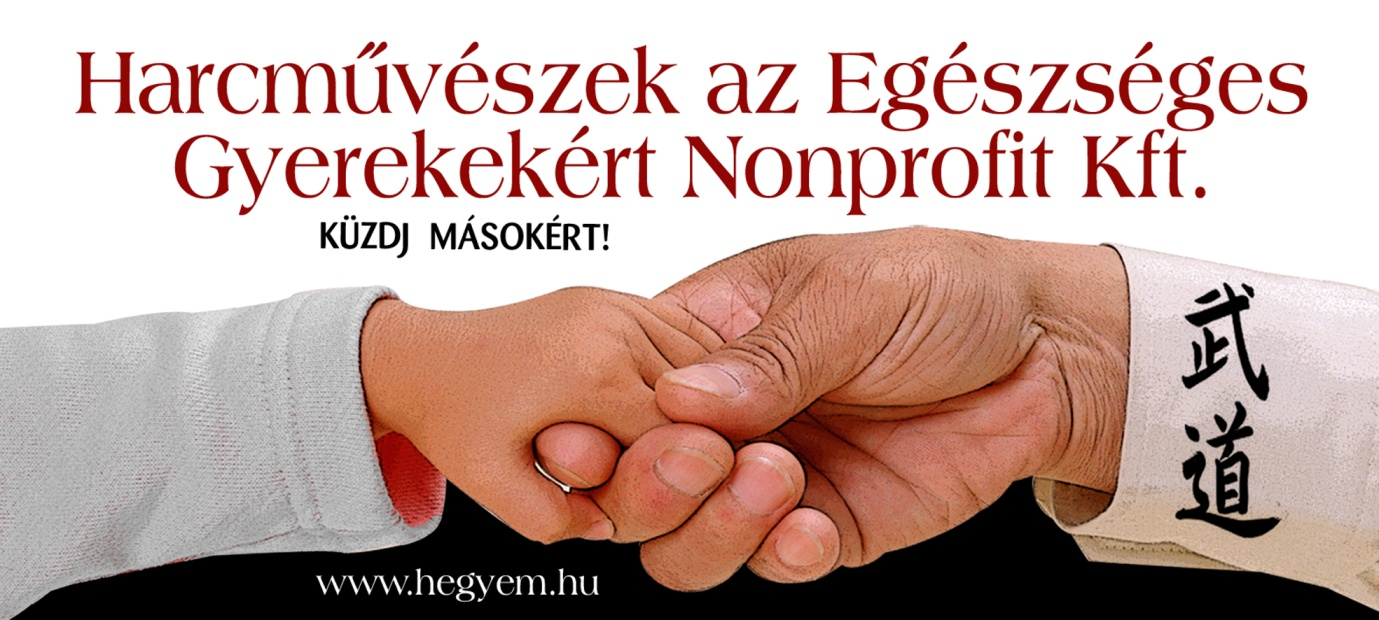 Harcművészek az Egészséges
Gyerekekért Nonprofit Kft.
KÜZDJ MÁSOKÉRT!
武道
www.hegyem.hu